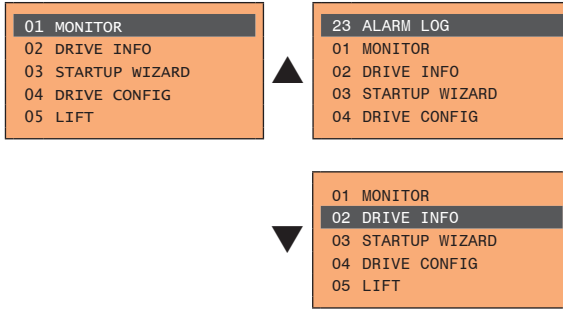 01 MONITOR
02 DRIVE INFO
03 STARTUP WIZARD
04 DRIVE CONFIG
05 LIFT
23 ALARM LOG
01 MONITOR
02 DRIVE INFO
03 STARTUP WIZARD
04 DRIVE CONFIG
01 MONITOR
02 DRIVE INFO
03 STARTUP WIZARD
04 DRIVE CONFIG
05 LIFT